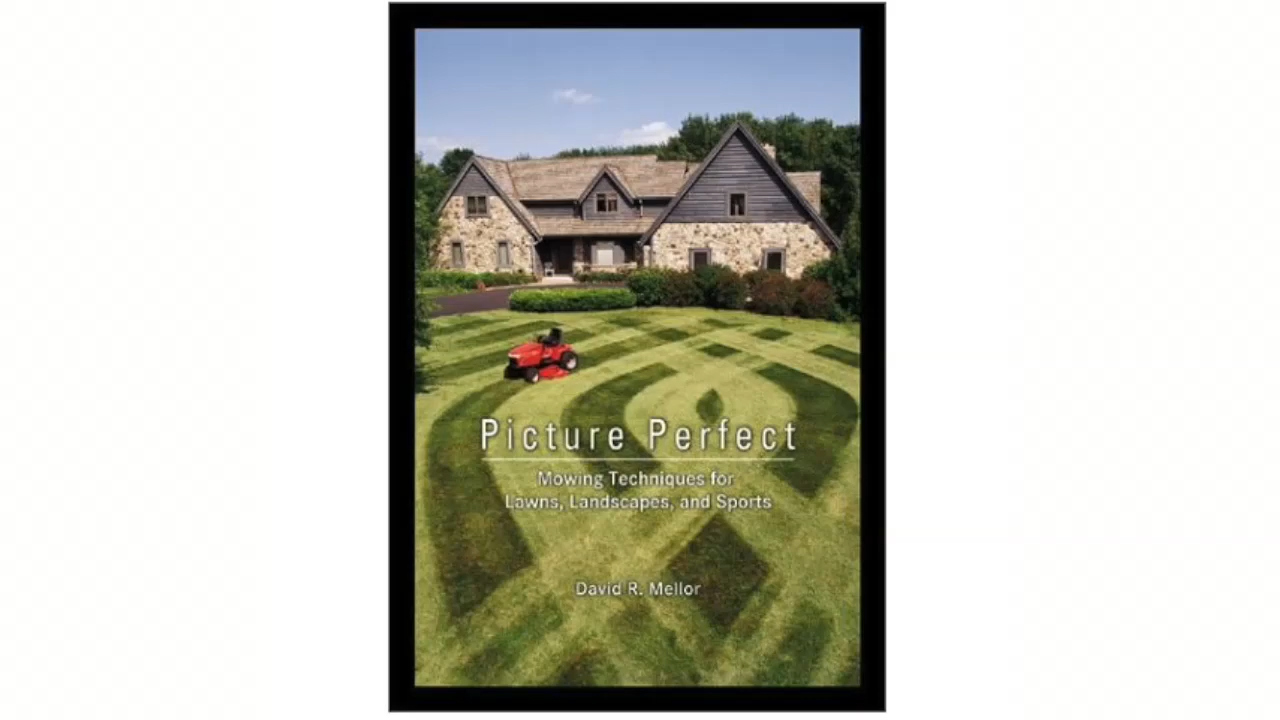 Picture Perfect
Mowing Techniques for
Lawns, Landscapes, and Sports
David R. Mellor